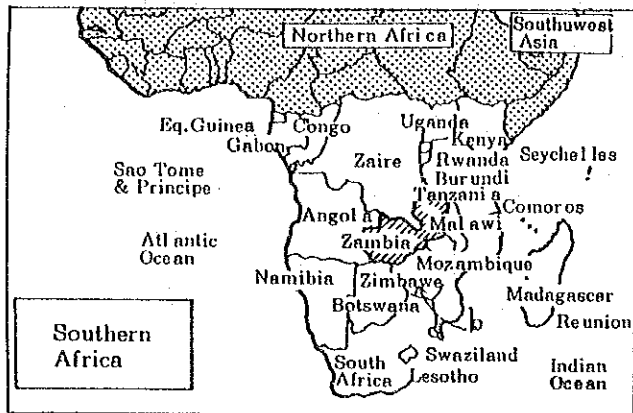 Northern Africa
Southuwost
Asia
Eq. Guinea
Congo
Gabon
Uganda
Kenya
Rwanda
Burundi
Zaire
Seychelles
Sao Tome
& Principe
Tanzania
Angola
Malawi
Comoros
Zambia
Atlantic
Ocean
Mozambique
Namibia
Zimbawe
Botswana
Madagascar
Reunion
b
Southern
Africa
South
Africa
Swaziland
Lesotho
Indian
Ocean